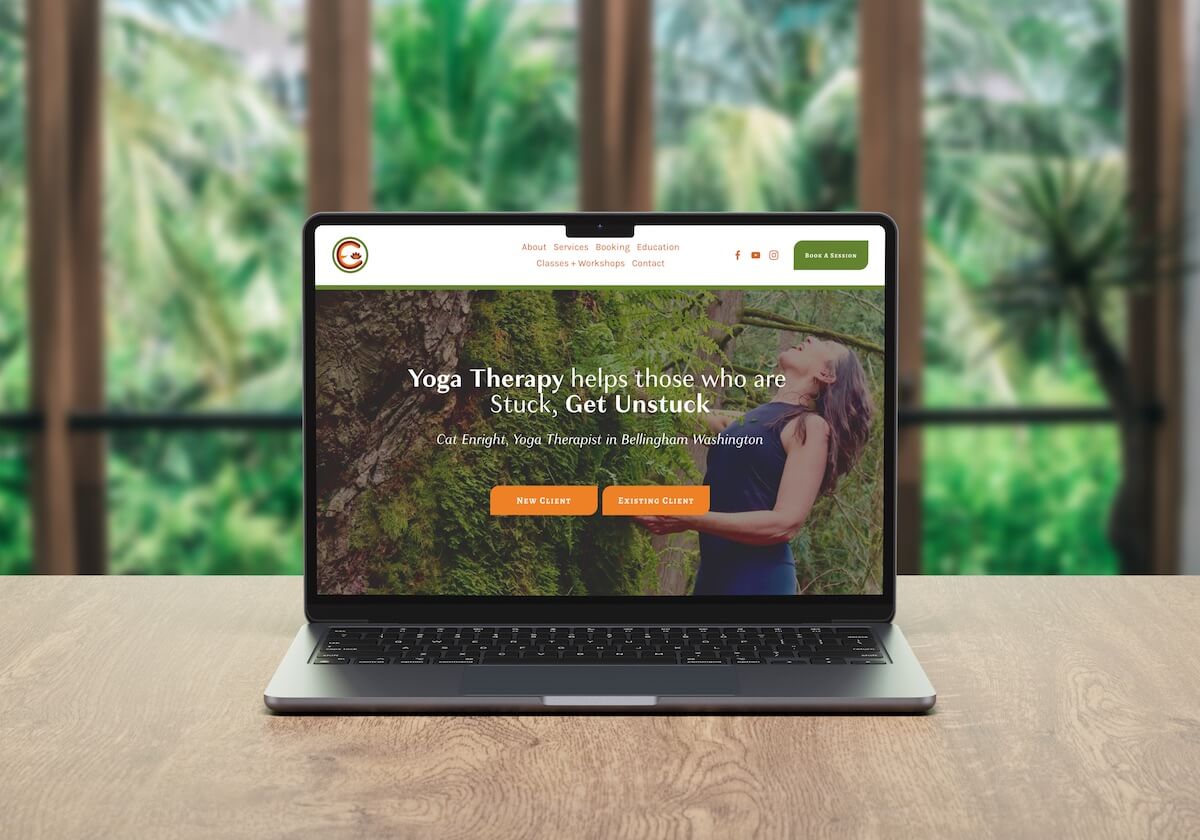 About Services Booking Education
Classes + Workshops Contact
Book A Session
Yoga Therapy helps those who are
Stuck, Get Unstuck
Cat Enright, Yoga Therapist in Bellingham Washington
New Client
Existing Client